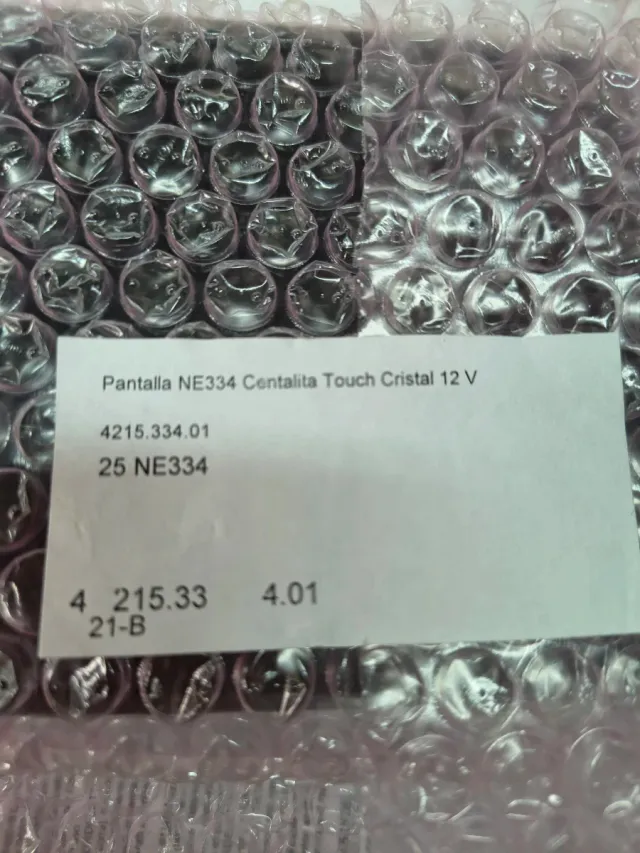 Pantalla NE334 Centalita Touch Cristal 12 V
4215.334.01
25 NE334
4 215.33 4.01
21-B